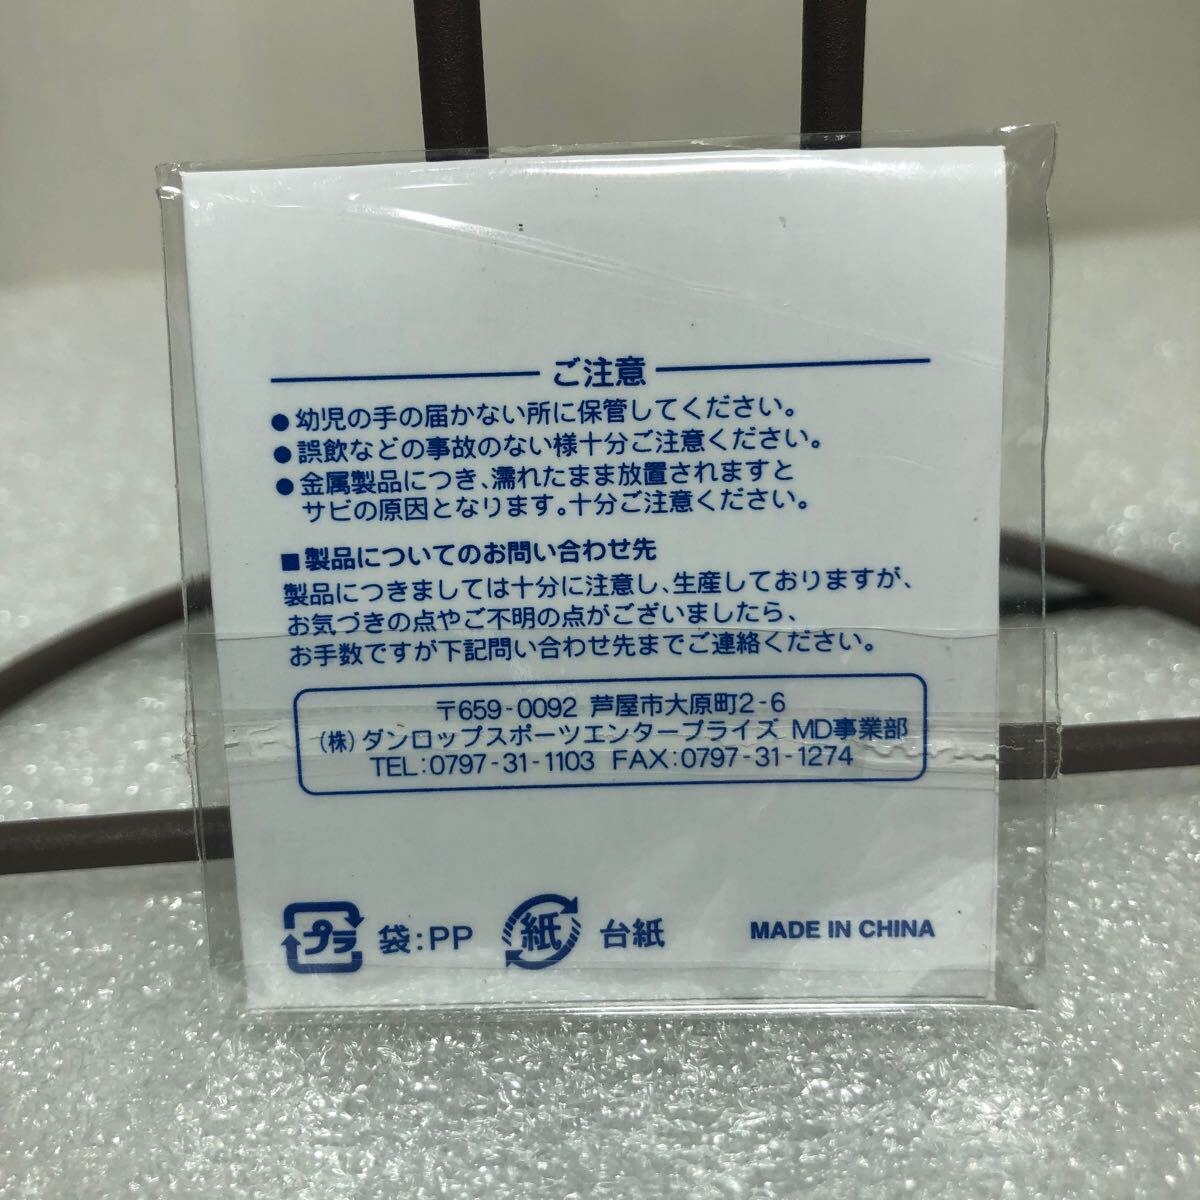 ご注意
●幼児の手の届かない所に保管してください。
●誤飲などの事故のない様十分ご注意ください。
●金属製品につき、濡れたまま放置されますと
サビの原因となります。十分ご注意ください。
■製品についてのお問い合わせ先
製品につきましては十分に注意し、生産しておりますが、
お気づきの点やご不明の点がございましたら、
お手数ですが下記問い合わせ先までご連絡ください。
〒659-0092 芦屋市大原町2-6
(株)ダンロップスポーツエンタープライズ MD事業部
TEL:0797-31-1103 FAX:0797-31-1274
プラ 袋:PP 紙 台紙 MADE IN CHINA